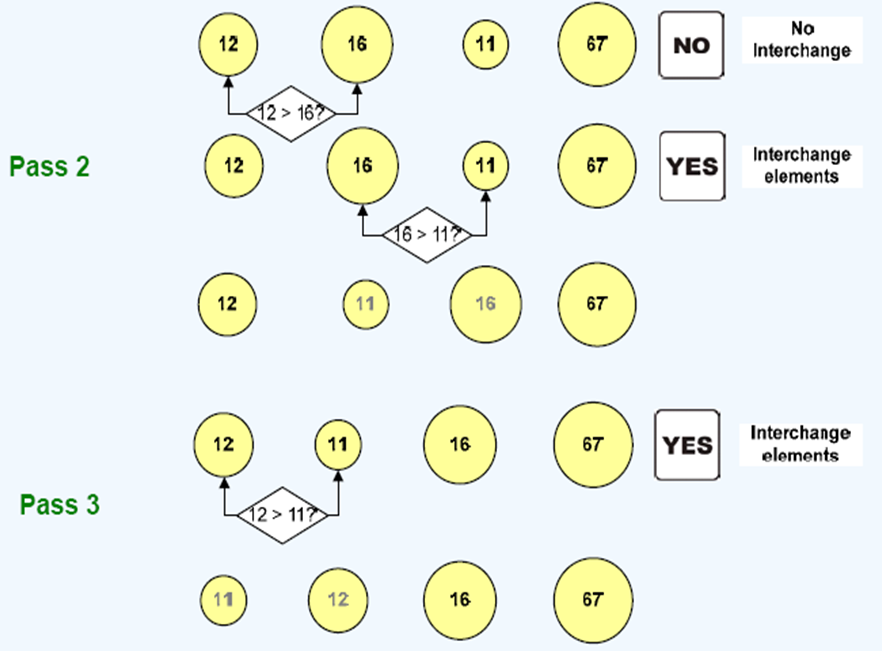 12 16 11 67 NO No
Interchange
12 > 16?
Pass 2 12 16 11 67 YES Interchange
elements
16 > 11?
12 11 16 67
12 11 16 67 YES Interchange
elements
Pass 3 12 > 11?
11 12 16 67